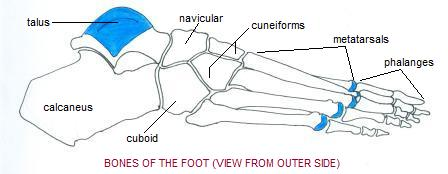 talus
navicular
cuneiforms
metatarsals
phalanges
calcaneus
cuboid
BONES OF THE FOOT (VIEW FROM OUTER SIDE)